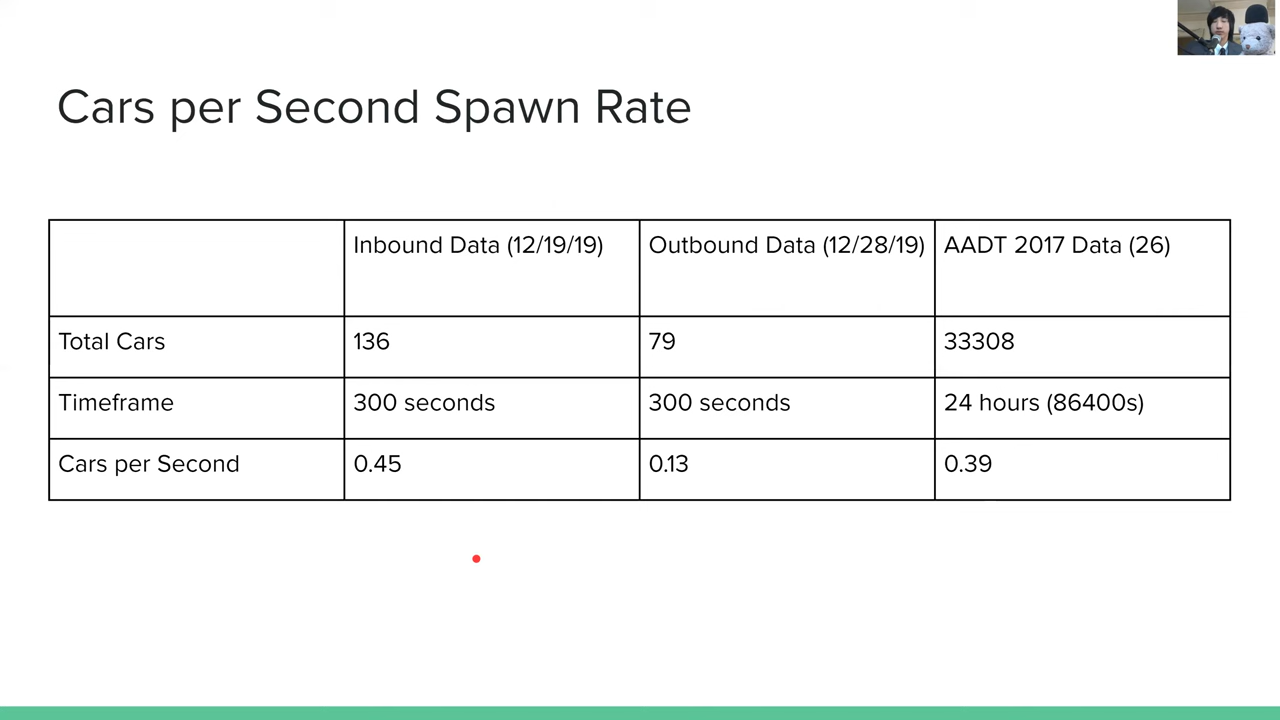 Cars per Second Spawn Rate
Inbound Data (12/19/19) Outbound Data (12/28/19) AADT 2017 Data (26)
Total Cars 136 79 33308
Timeframe 300 seconds 300 seconds 24 hours (86400s)
Cars per Second 0.45 0.13 0.39